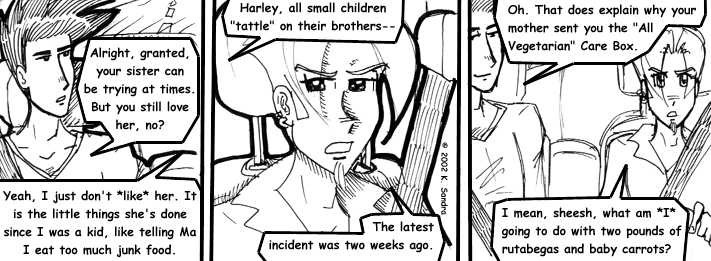 Alright, granted,
your sister can
be trying at times.
But you still love
her, no?
Yeah, I just don't *like* her. It
is the little things she's done
since I was a kid, like telling Ma
I eat too much junk food.
Harley, all small children
"tattle" on their brothers--
The latest
incident was two weeks ago.
© 2002 K. Sandra
Oh. That does explain why your
mother sent you the "All
Vegetarian" Care Box.
I mean, sheesh, what am *I*
going to do with two pounds of
rutabegas and baby carrots?